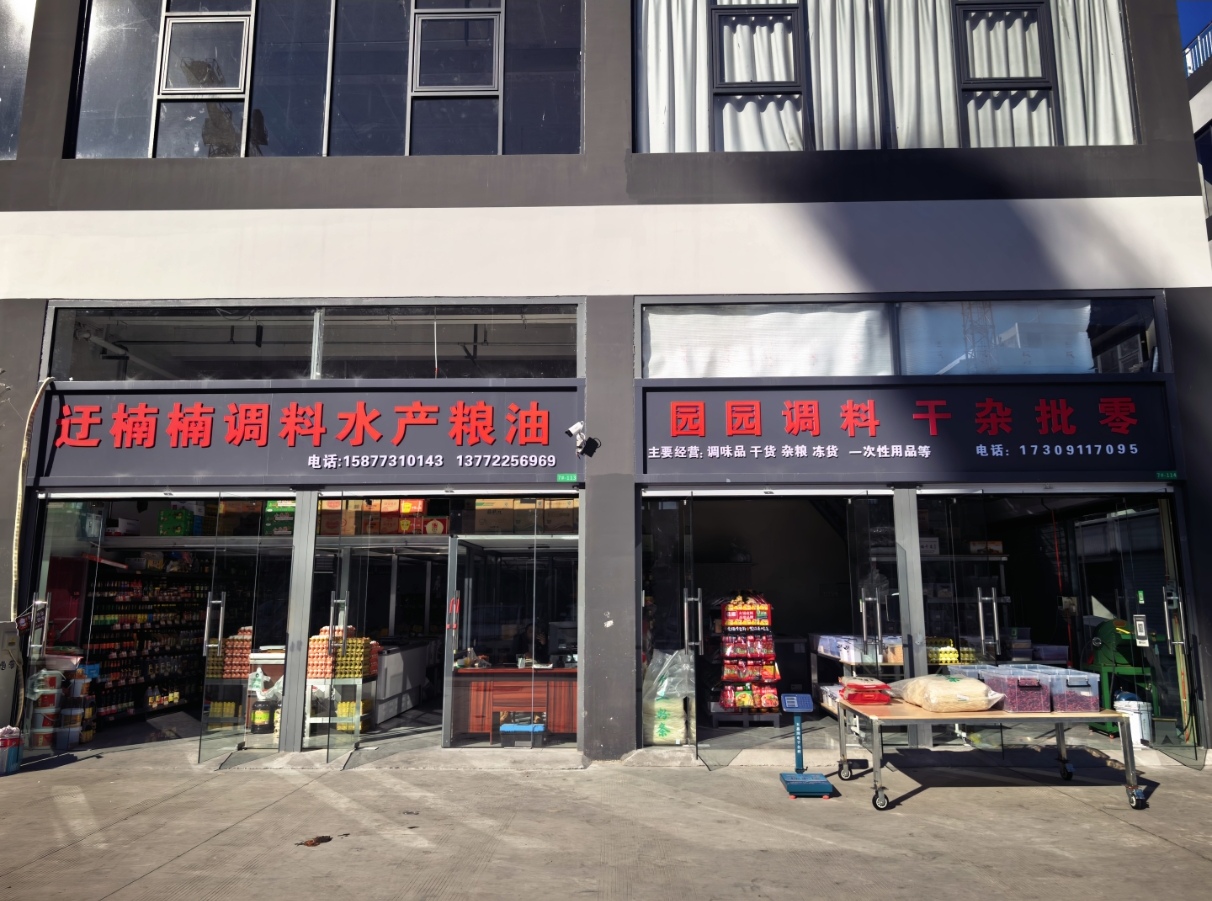 迂楠楠调料水产粮油
电话:15877310143 13772256969
园园调料 干杂批零
主要经营: 调味品 干货 杂粮 冻货 一次性用品等 电话: 17309117095